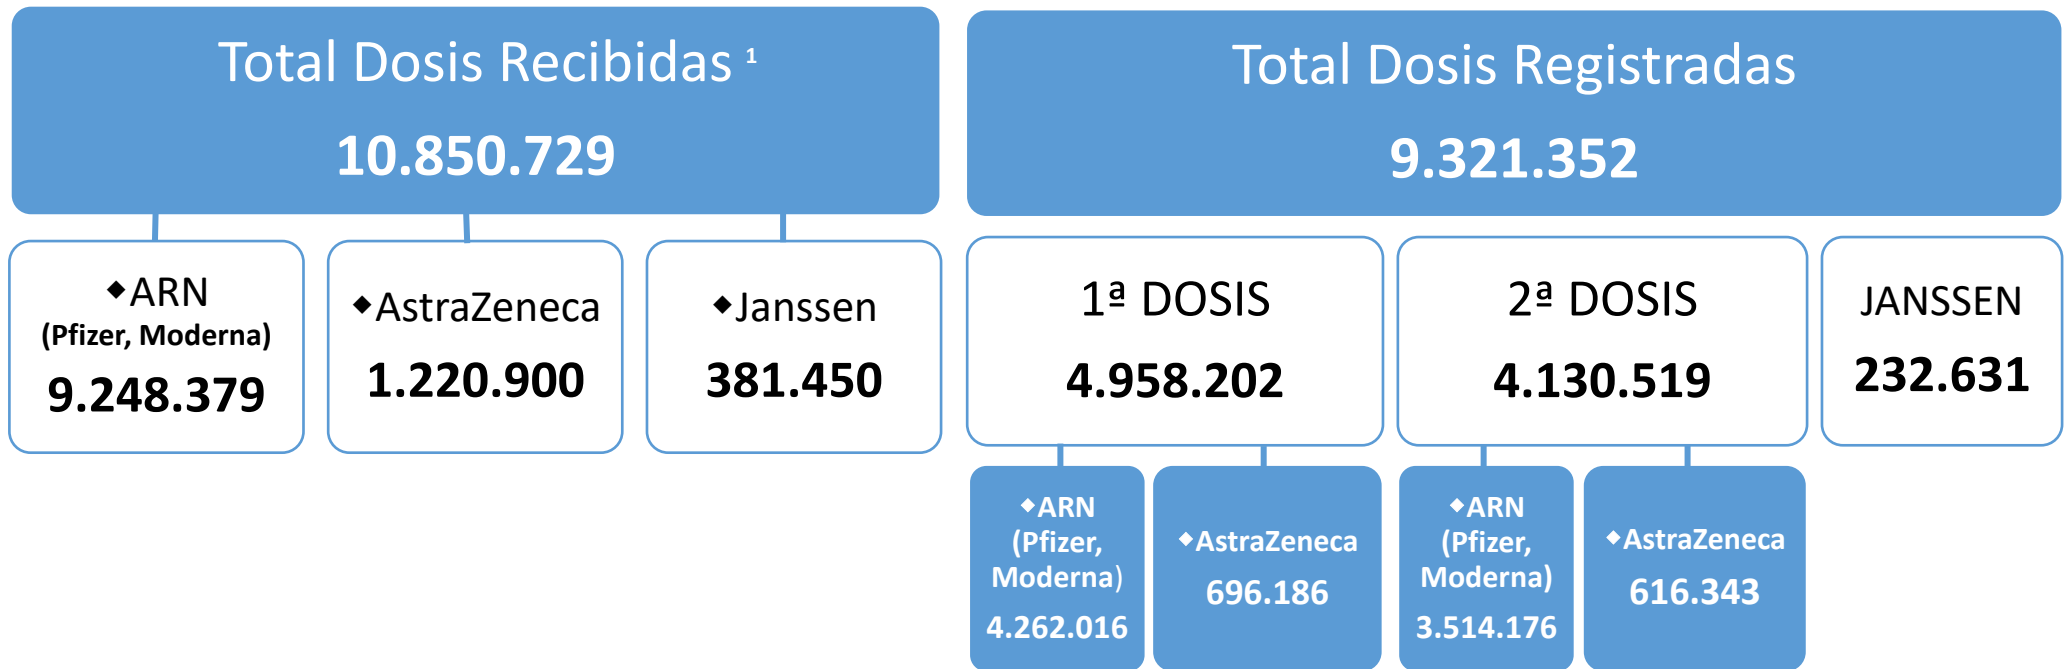 Total Dosis Recibidas ¹
10.850.729
◆ARN
(Pfizer, Moderna)
9.248.379
◆AstraZeneca
1.220.900
◆Janssen
381.450
Total Dosis Registradas
9.321.352
1ª DOSIS
4.958.202
◆ARN
(Pfizer,
Moderna)
4.262.016
◆AstraZeneca
696.186
2ª DOSIS
4.130.519
◆ARN
(Pfizer,
Moderna)
3.514.176
◆AstraZeneca
616.343
JANSSEN
232.631